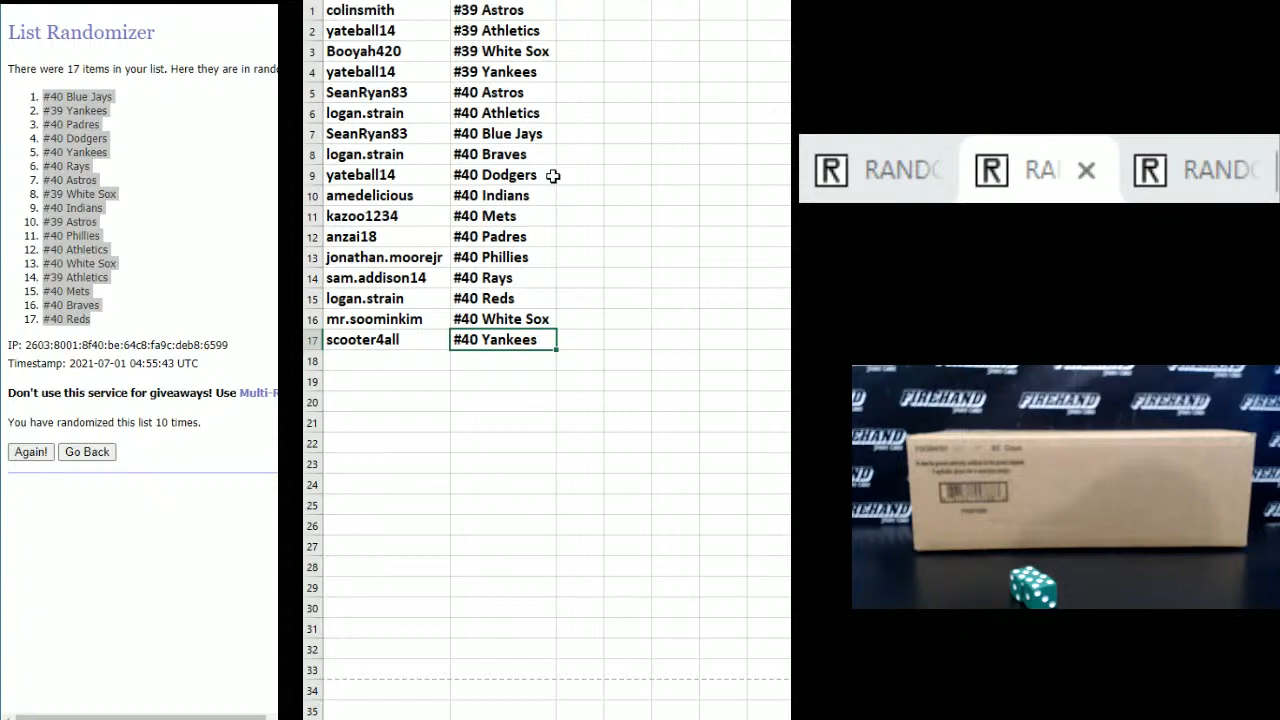 List Randomizer
There were 17 items in your list. Here they are in rand
1. #40 Blue Jays
2. #39 Yankees
3. #40 Padres
4. #40 Dodgers
5. #40 Yankees
6. #40 Rays
7. #40 Astros
8. #39 White Sox
9. #40 Indians
10. #39 Astros
11. #40 Phillies
12. #40 Athletics
13. #40 White Sox
14. #39 Athletics
15. #40 Mets
16. #40 Braves
17. #40 Reds
IP: 2603:8001:8f40:be:64c8:fa9c:deb8:6599
Timestamp: 2021-07-01 04:55:43 UTC
Don't use this service for giveaways! Use Multi-R
You have randomized this list 10 times.
Again! Go Back
1 colinsmith #39 Astros
2 yateball14 #39 Athletics
3 Booyah420 #39 White Sox
4 yateball14 #39 Yankees
5 SeanRyan83 #40 Astros
6 logan.strain #40 Athletics
7 SeanRyan83 #40 Blue Jays
8 logan.strain #40 Braves
9 yateball14 #40 Dodgers
10 amedelicious #40 Indians
11 kazoo1234 #40 Mets
12 anzai18 #40 Padres
13 jonathan.moorejr #40 Phillies
14 sam.addison14 #40 Rays
15 logan.strain #40 Reds
16 mr.soominkim #40 White Sox
17 scooter4all #40 Yankees
18
19
20
21
22
23
24
25
26
27
28
29
30
31
32
33
34
35
R RANDO R RA R RANDO
FIREHAND FIREHAND FIREH
HAND